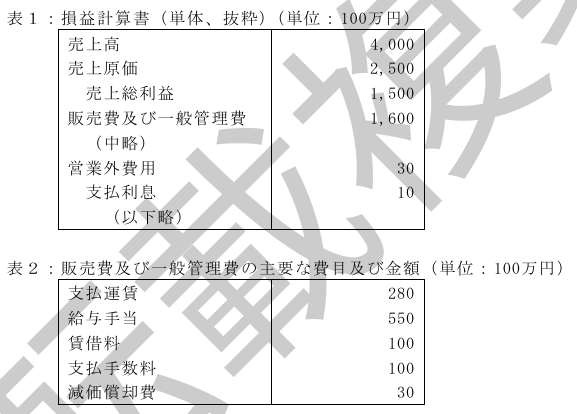 表１：損益計算書（単体、抜粋）（単位：100万円）
売上高 4,000
売上原価 2,500
売上総利益 1,500
販売費及び一般管理費 1,600
（中略）
営業外費用 30
支払利息 10
（以下略）
表２：販売費及び一般管理費の主要な費目及び金額（単位：100万円）
支払運賃 280
給与手当 550
賃借料 100
支払手数料 100
減価償却費 30
転載複